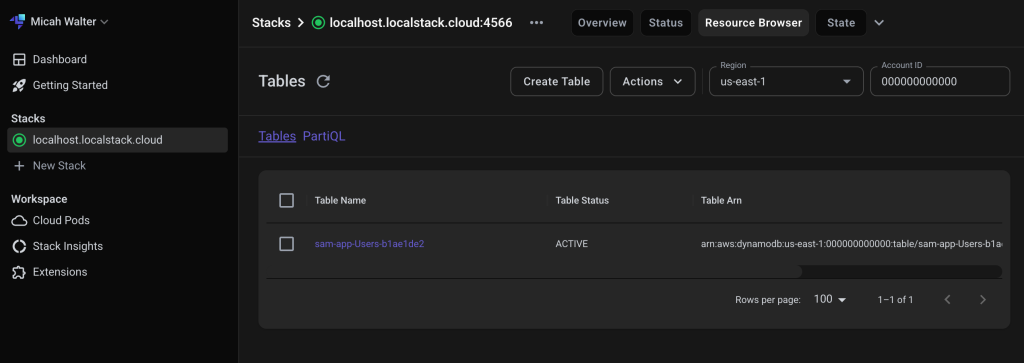 Micah Walter
Dashboard
Getting Started
Stacks
localhost.localstack.cloud
New Stack
Workspace
Cloud Pods
Stack Insights
Extensions
Stacks > localhost.localstack.cloud:4566 ••• Overview Status Resource Browser State
Tables Create Table Actions Region us-east-1 Account ID 000000000000
Tables PartiQL
Table Name Table Status Table Arn
sam-app-Users-b1ae1de2 ACTIVE arn:aws:dynamodb:us-east-1:000000000000:table/sam-app-Users-b1a
Rows per page: 100 1–1 of 1